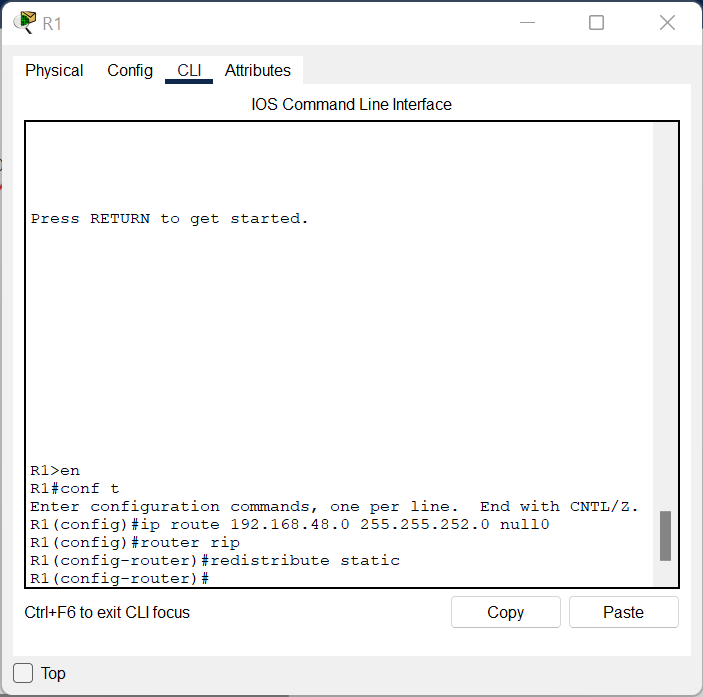 R1
Physical Config CLI Attributes
IOS Command Line Interface
Press RETURN to get started.
R1>en
R1#conf t
Enter configuration commands, one per line.  End with CNTL/Z.
R1(config)#ip route 192.168.48.0 255.255.252.0 null0
R1(config)#router rip
R1(config-router)#redistribute static
R1(config-router)#
Ctrl+F6 to exit CLI focus
Copy Paste
Top